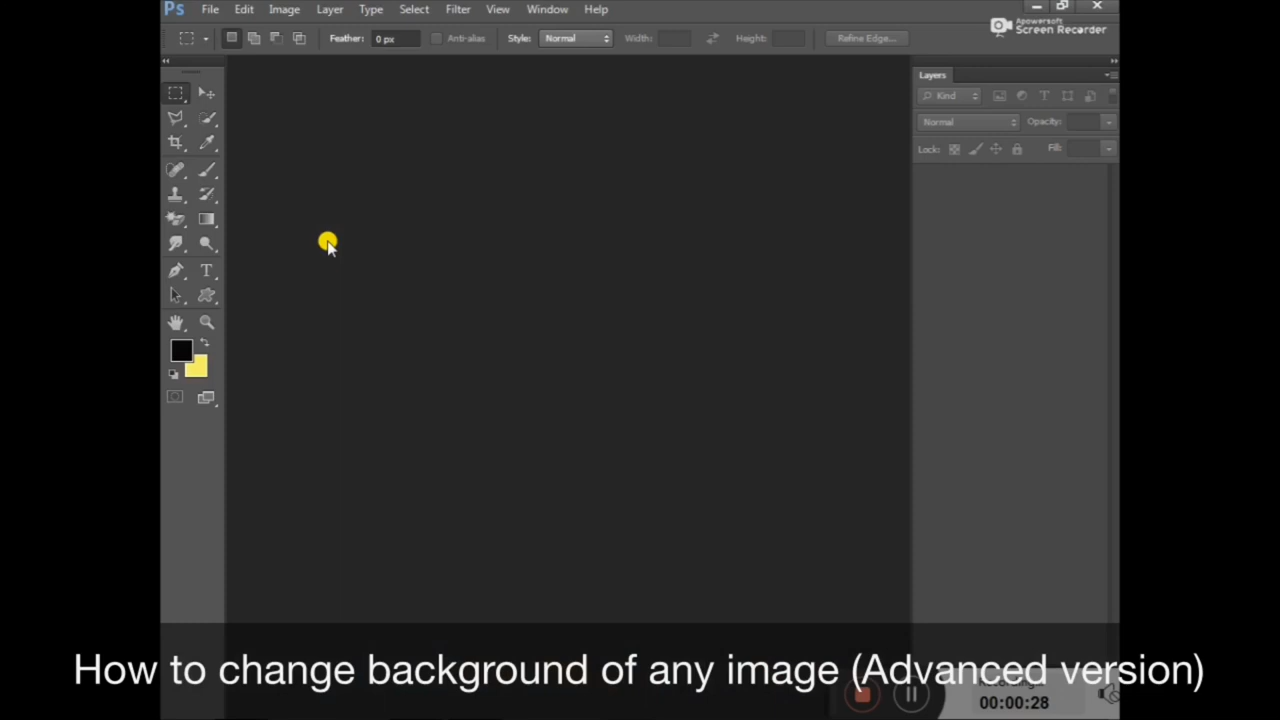 Ps File Edit Image Layer Type Select Filter View Window Help
Apowersoft
Screen Recorder
Feather: 0 px Anti-alias Style: Normal Width: Height: Refine Edge...
Layers
Kind T
Normal Opacity:
Lock: Fill:
T
How to change background of any image (Advanced version)
00:00:28